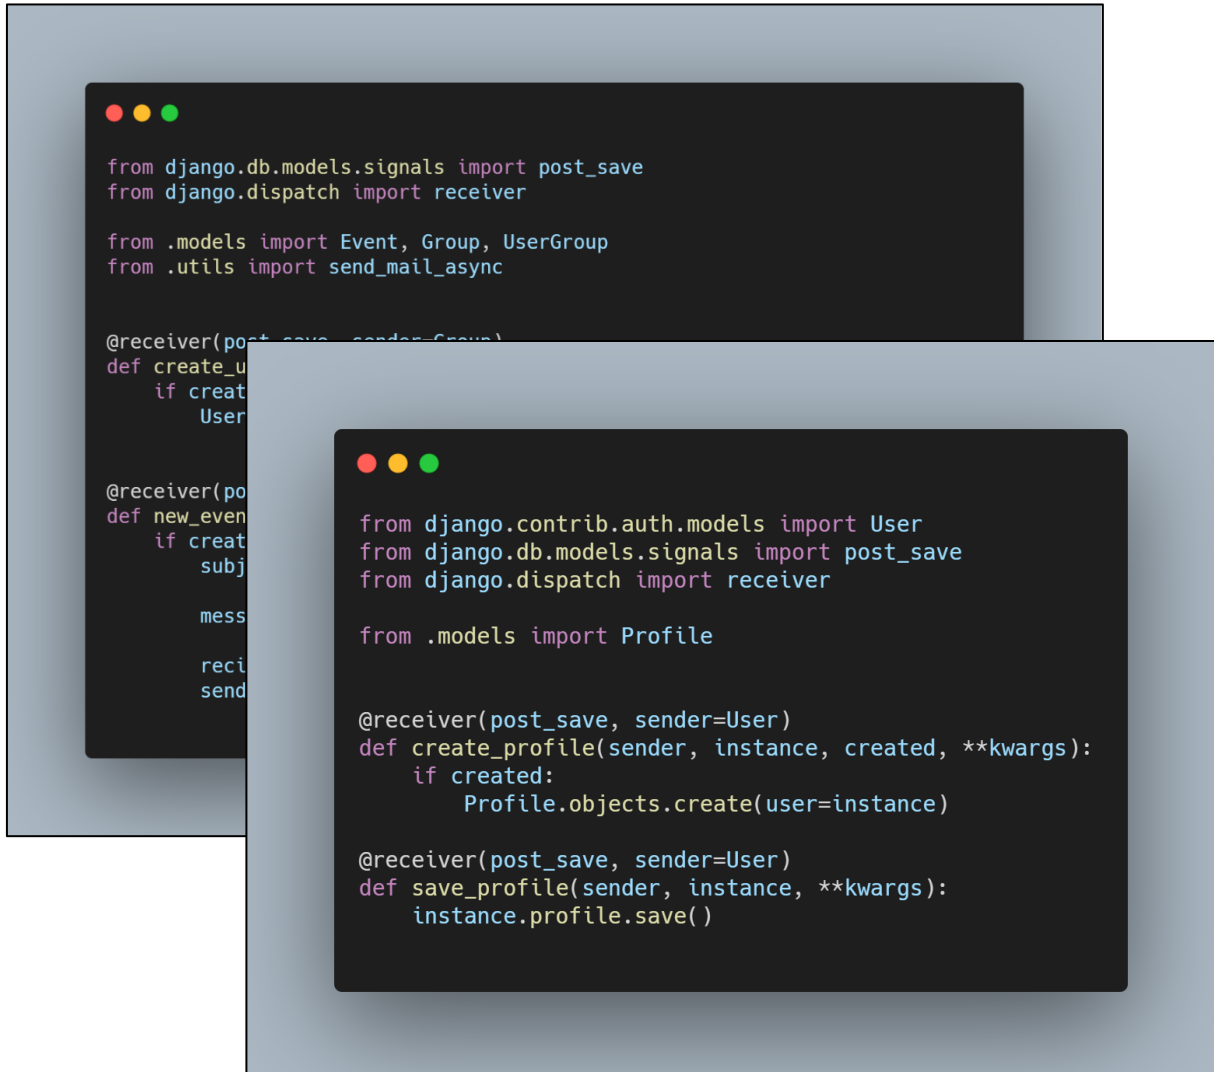 from django.db.models.signals import post_save
from django.dispatch import receiver
from .models import Event, Group, UserGroup
from .utils import send_mail_async
@receiver(post_save, sender=Group)
def create_u
if creat
User
@receiver(po
def new_even
if creat
subj
mess
reci
send
from django.contrib.auth.models import User
from django.db.models.signals import post_save
from django.dispatch import receiver
from .models import Profile
@receiver(post_save, sender=User)
def create_profile(sender, instance, created, **kwargs):
if created:
Profile.objects.create(user=instance)
@receiver(post_save, sender=User)
def save_profile(sender, instance, **kwargs):
instance.profile.save()